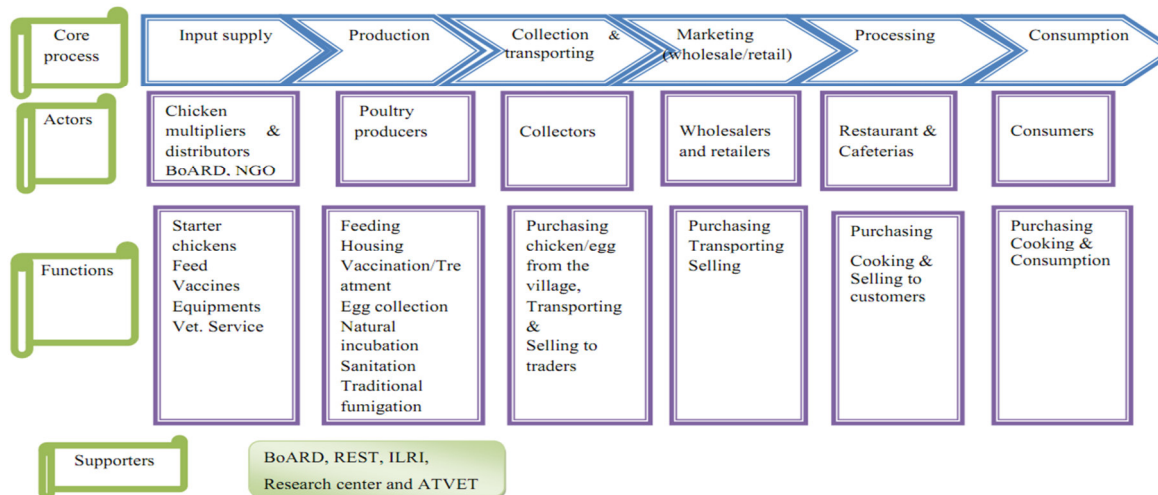 Core
process
Input supply
Production
Collection &
transporting
Marketing
(wholesale/retail)
Processing
Consumption
Actors
Chicken
multipliers &
distributors
BoARD, NGO
Poultry
producers
Collectors
Wholesalers
and retailers
Restaurant &
Cafeterias
Consumers
Functions
Starter
chickens
Feed
Vaccines
Equipments
Vet. Service
Feeding
Housing
Vaccination/Tre
atment
Egg collection
Natural
incubation
Sanitation
Traditional
fumigation
Purchasing
chicken/egg
from the
village,
Transporting
&
Selling to
traders
Purchasing
Transporting
Selling
Purchasing
Cooking &
Selling to
customers
Purchasing
Cooking &
Consumption
Supporters
BoARD, REST, ILRI,
Research center and ATVET